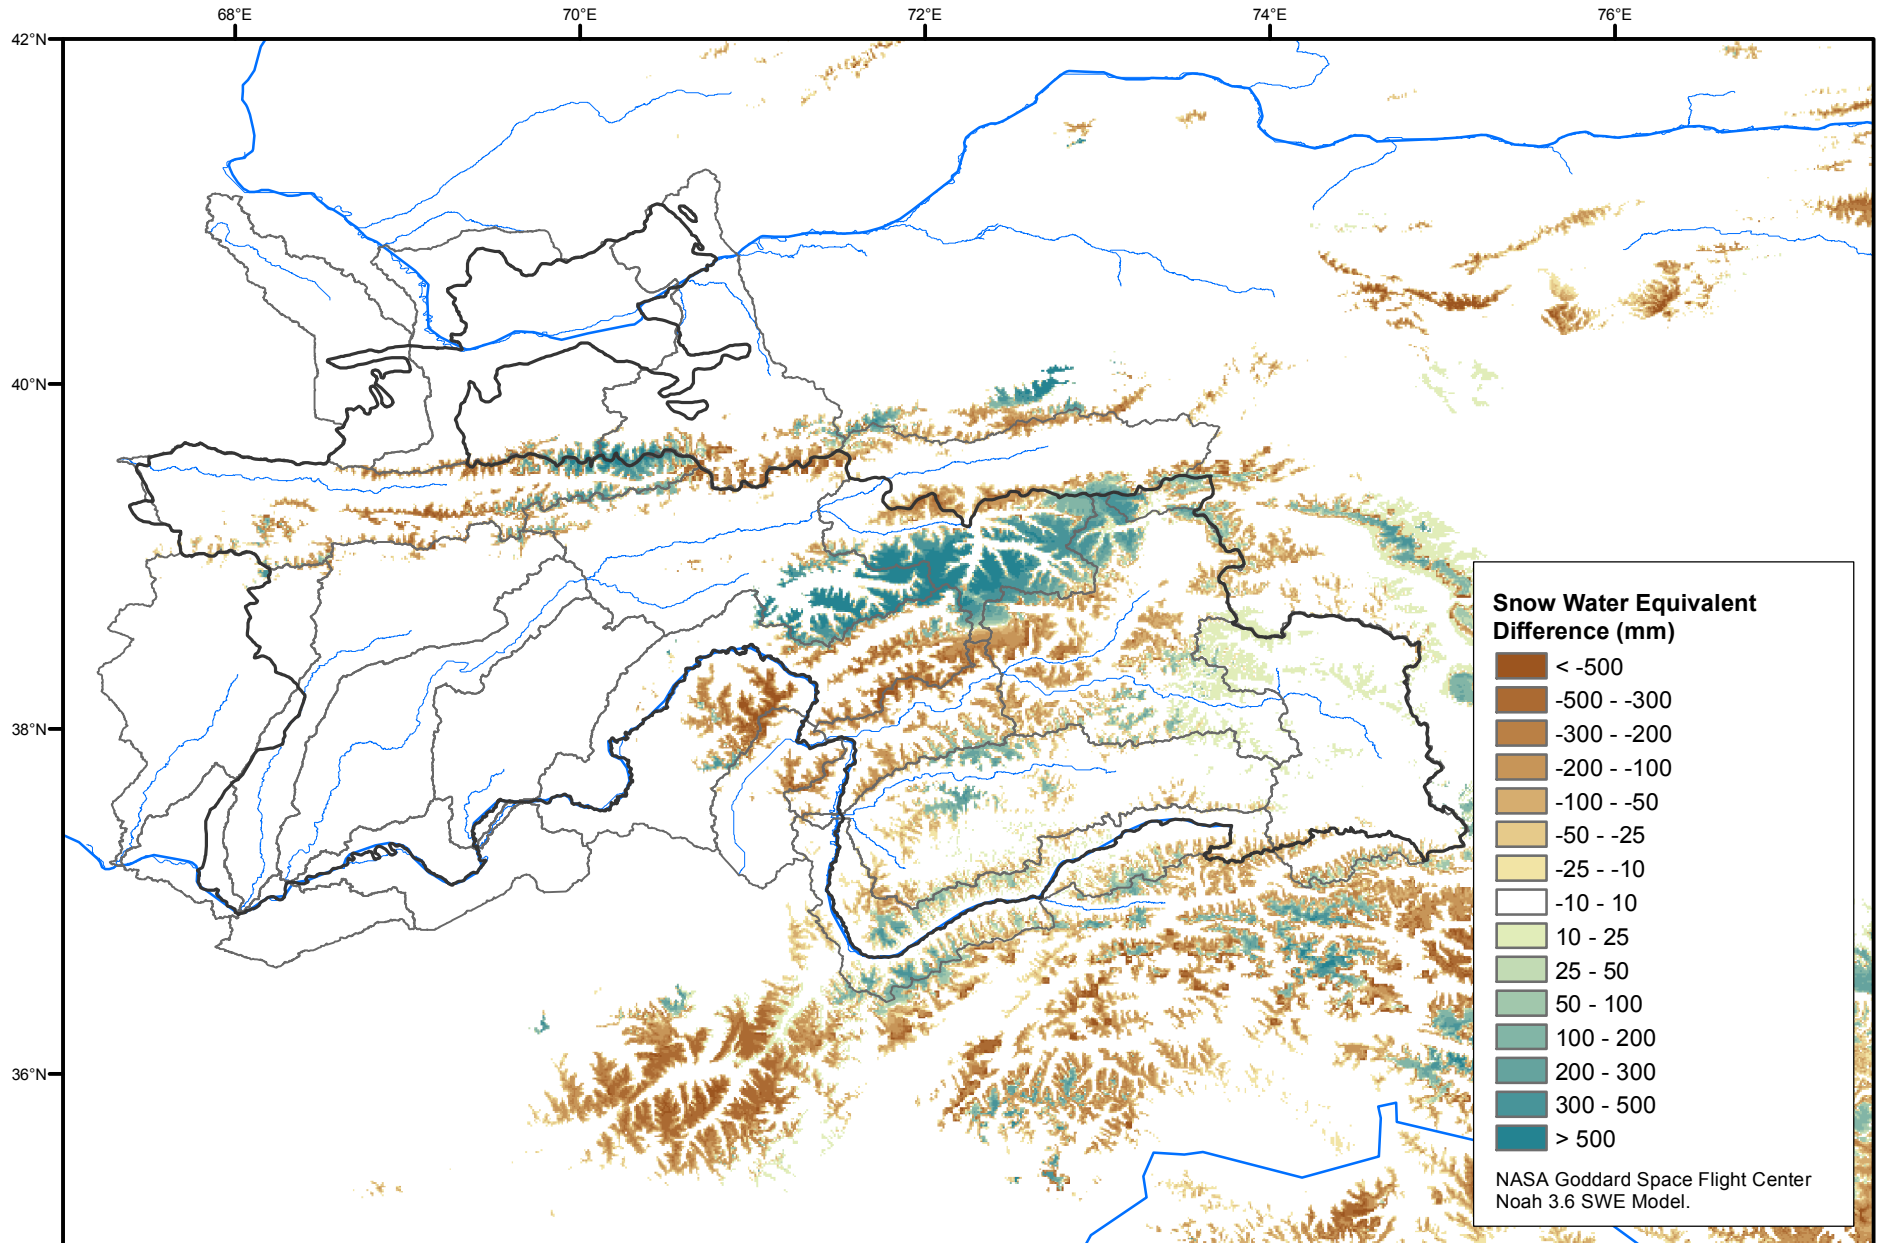 68°E 70°E 72°E 74°E 76°E
42°N
40°N
38°N
36°N
Snow Water Equivalent
Difference (mm)
< -500
-500 - -300
-300 - -200
-200 - -100
-100 - -50
-50 - -25
-25 - -10
-10 - 10
10 - 25
25 - 50
50 - 100
100 - 200
200 - 300
300 - 500
> 500
NASA Goddard Space Flight Center
Noah 3.6 SWE Model.